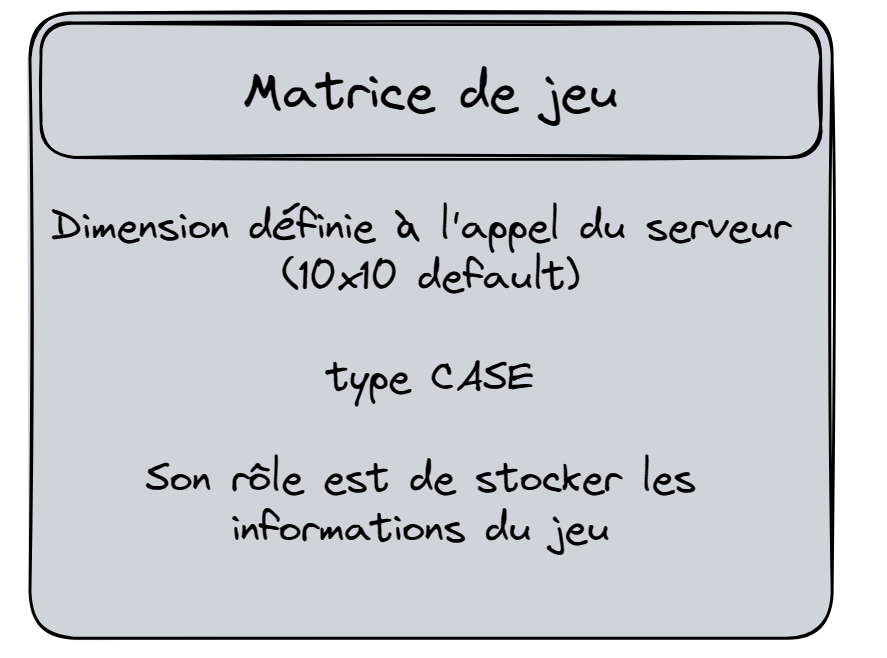 Matrice de jeu
Dimension définie à l'appel du serveur
(10x10 default)
type CASE
Son rôle est de stocker les
informations du jeu